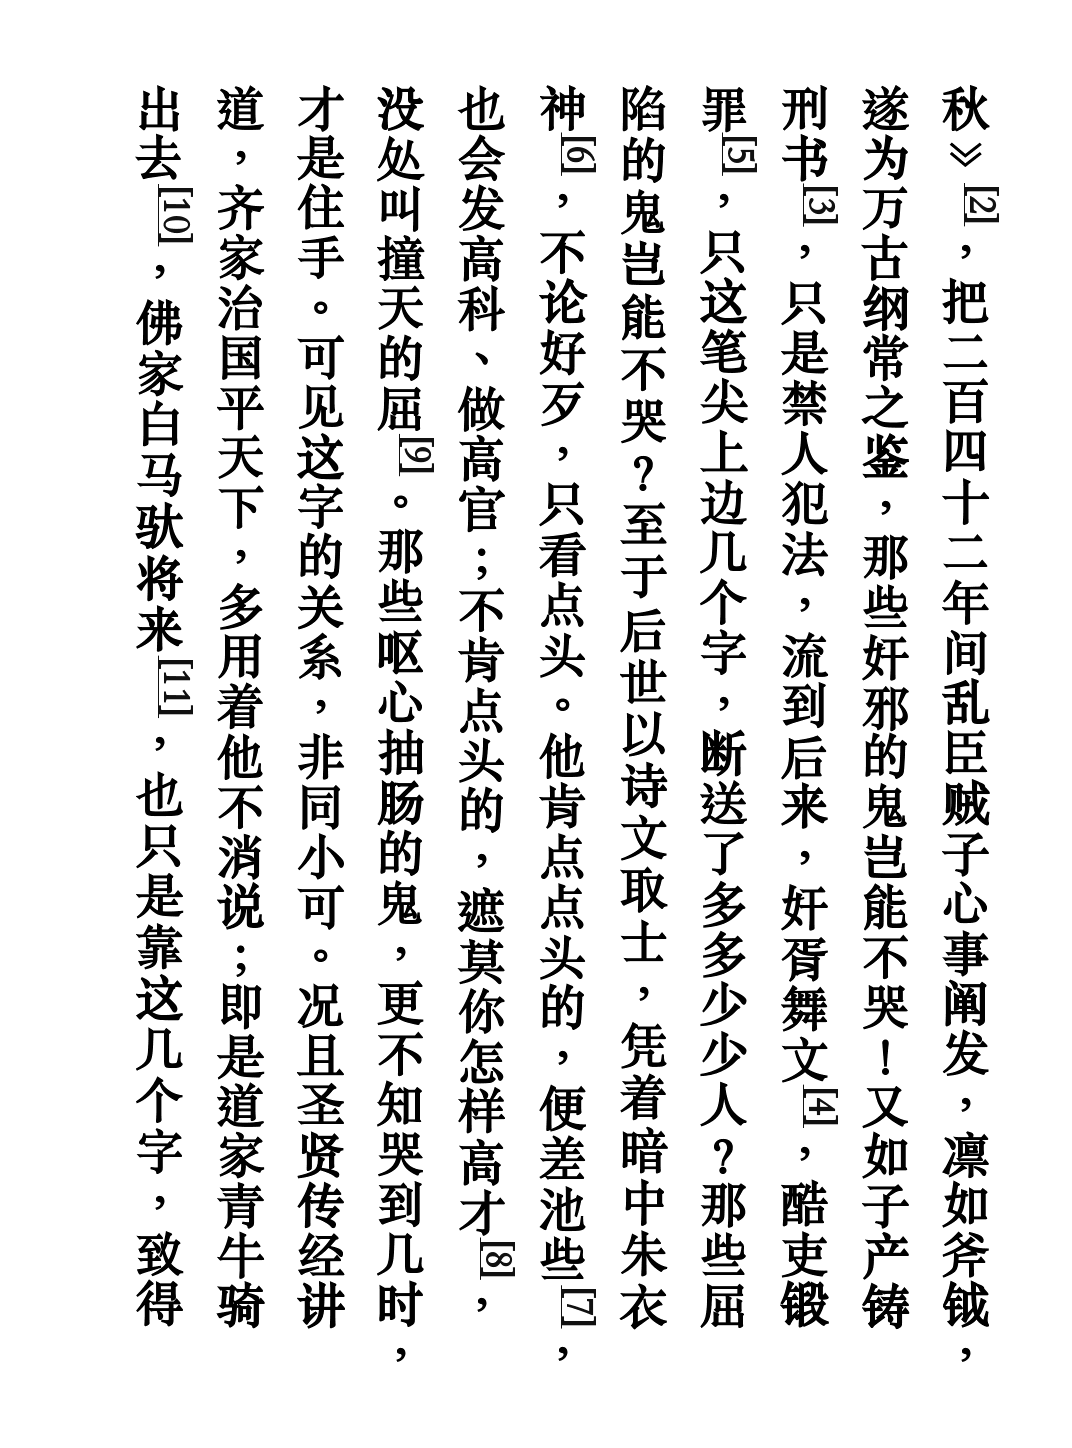 秋》[2]，把二百四十二年间乱臣贼子心事阐发，凛如斧钺，
遂为万古纲常之鉴，那些奸邪的鬼岂能不哭！又如子产铸
刑书[3]，只是禁人犯法，流到后来，奸胥舞文[4]，酷吏锻
罪[5]，只这笔尖上边几个字，断送了多多少少人？那些屈
陷的鬼岂能不哭？至于后世以诗文取士，凭着暗中朱衣
神[6]，不论好歹，只看点头。他肯点点头的，便差池些[7]，
也会发高科、做高官；不肯点头的，遮莫你怎样高才[8]，
没处叫撞天的屈[9]。那些呕心抽肠的鬼，更不知哭到几时，
才是住手。可见这字的关系，非同小可。况且圣贤传经讲
道，齐家治国平天下，多用着他不消说；即是道家青牛骑
出去[10]，佛家白马驮将来[11]，也只是靠这几个字，致得